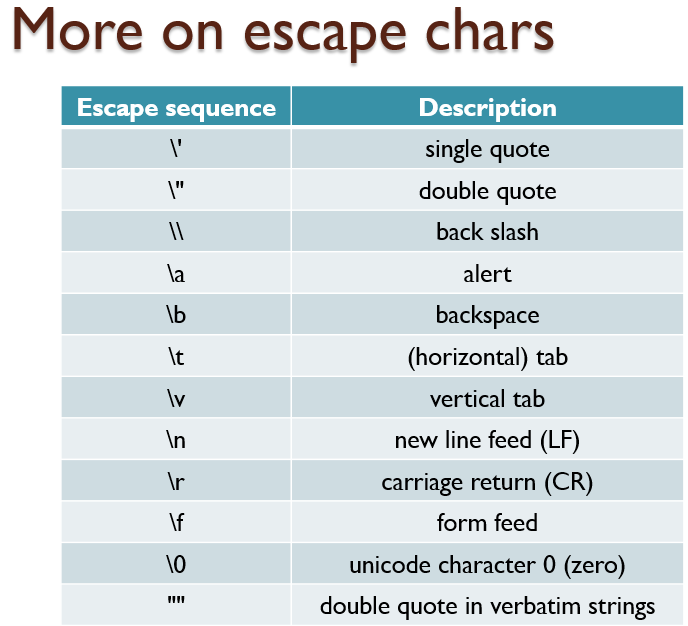 More on escape chars
Escape sequence Description
\' single quote
\" double quote
\\ back slash
\a alert
\b backspace
\t (horizontal) tab
\v vertical tab
\n new line feed (LF)
\r carriage return (CR)
\f form feed
\0 unicode character 0 (zero)
"" double quote in verbatim strings